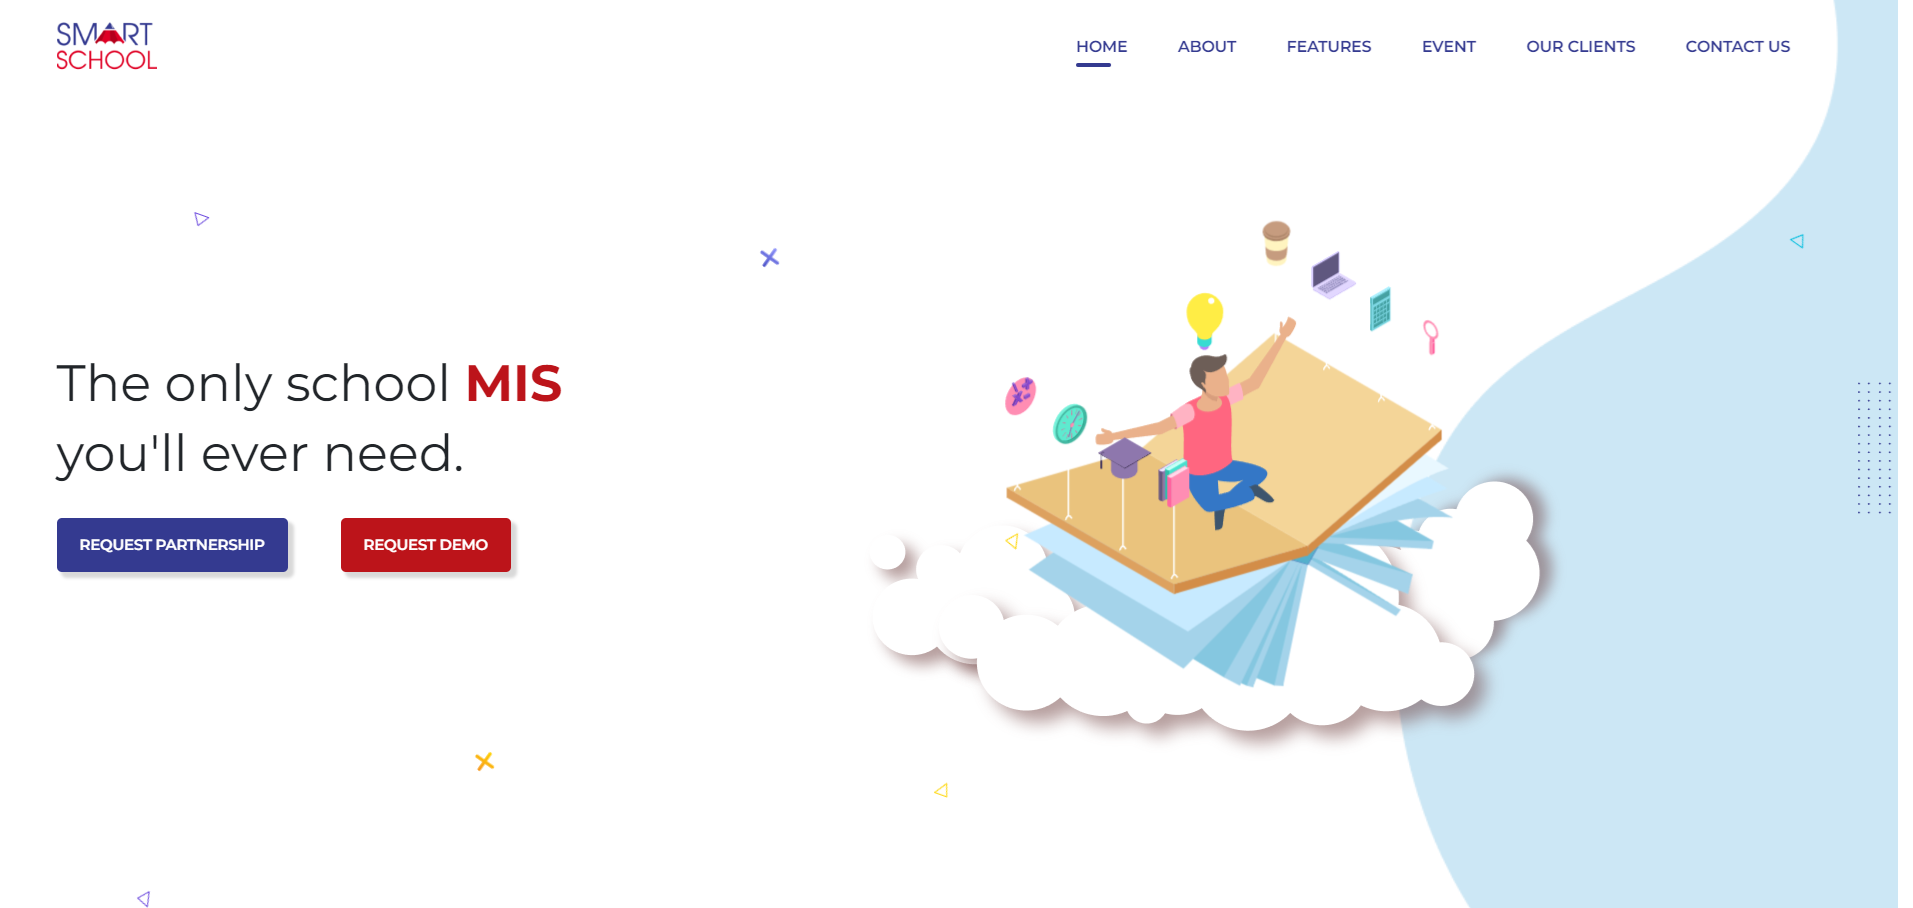 SMART
SCHOOL
HOME ABOUT FEATURES EVENT OUR CLIENTS CONTACT US
The only school MIS
you'll ever need.
REQUEST PARTNERSHIP REQUEST DEMO